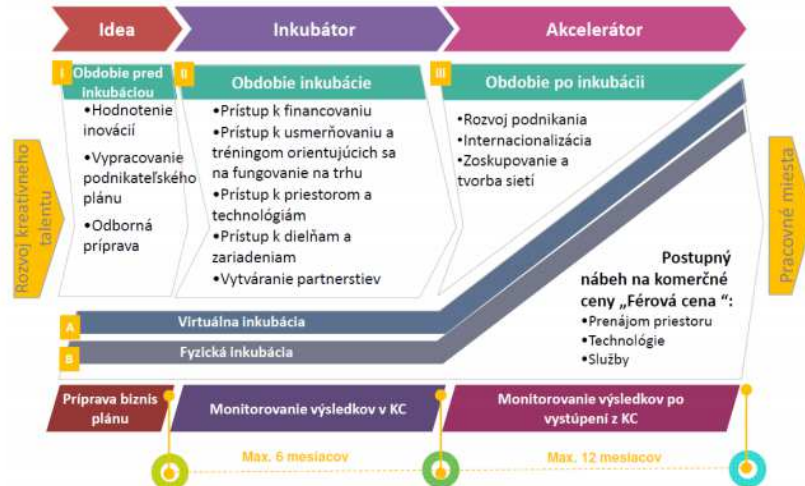 Idea
Inkubátor
Akcelerátor
I
Obdobie pred
inkubáciou
II
Obdobie inkubácie
III
Obdobie po inkubácii
•Hodnotenie
inovácií
•Vypracovanie
podnikateľského
plánu
•Odborná
príprava
•Prístup k financovaniu
•Prístup k usmerňovaniu a
tréningom orientujúcich sa
na fungovanie na trhu
•Prístup k priestorom a
technológiám
•Prístup k dielňam a
zariadeniam
•Vytváranie partnerstiev
•Rozvoj podnikania
•Internacionalizácia
•Zoskupovanie a
tvorba sietí
Rozvoj kreatívneho
talentu
Pracovné miesta
Postupný
nábeh na komerčné
ceny „Férová cena “:
•Prenájom priestoru
•Technológie
•Služby
A
Virtuálna inkubácia
B
Fyzická inkubácia
Príprava biznis
plánu
Monitorovanie výsledkov v KC
Monitorovanie výsledkov po
vystúpení z KC
Max. 6 mesiacov
Max. 12 mesiacov